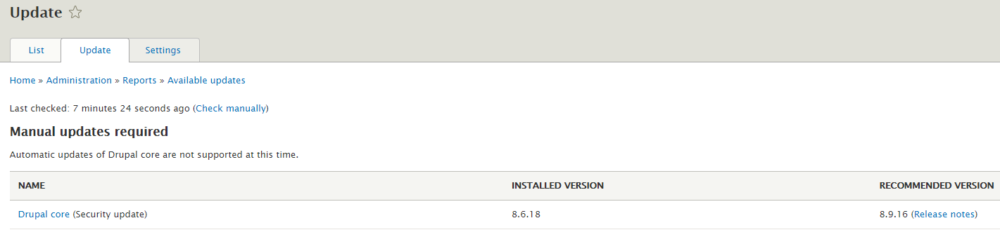 Update
List Update Settings
Home » Administration » Reports » Available updates
Last checked: 7 minutes 24 seconds ago (Check manually)
Manual updates required
Automatic updates of Drupal core are not supported at this time.
NAME INSTALLED VERSION RECOMMENDED VERSION
Drupal core (Security update) 8.6.18 8.9.16 (Release notes)